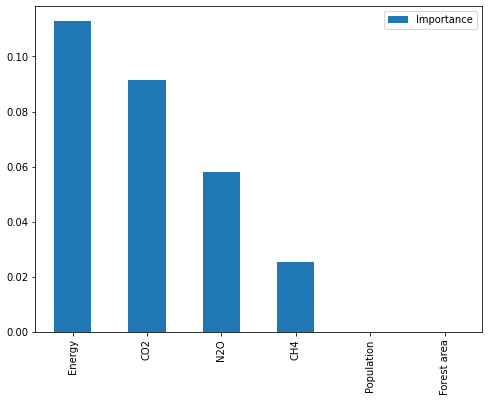 Importance
0.10
0.08
0.06
0.04
0.02
0.00
Energy
CO2
N2O
CH4
Population
Forest area